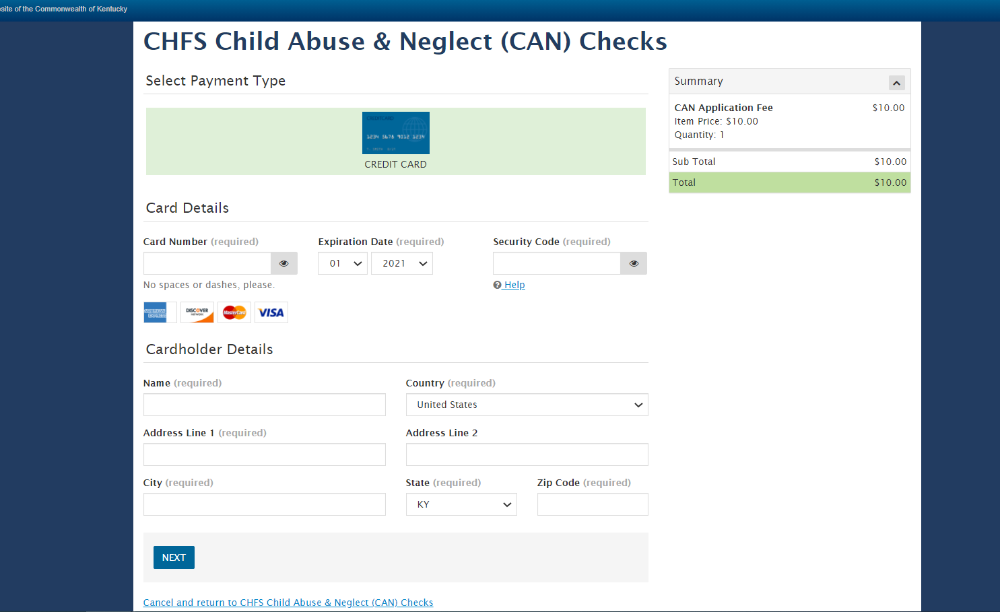 site of the Commonwealth of Kentucky
CHFS Child Abuse & Neglect (CAN) Checks
Select Payment Type
CREDITCARD
1234 5678 9012 1234
CREDIT CARD
Summary
CAN Application Fee $10.00
Item Price: $10.00
Quantity: 1
Sub Total $10.00
Total $10.00
Card Details
Card Number (required) Expiration Date (required) Security Code (required)
01 2021
No spaces or dashes, please. Help
AMERICAN EXPRESS DISCOVER NETWORK MasterCard VISA
Cardholder Details
Name (required) Country (required)
United States
Address Line 1 (required) Address Line 2
City (required) State (required) Zip Code (required)
KY
NEXT
Cancel and return to CHFS Child Abuse & Neglect (CAN) Checks